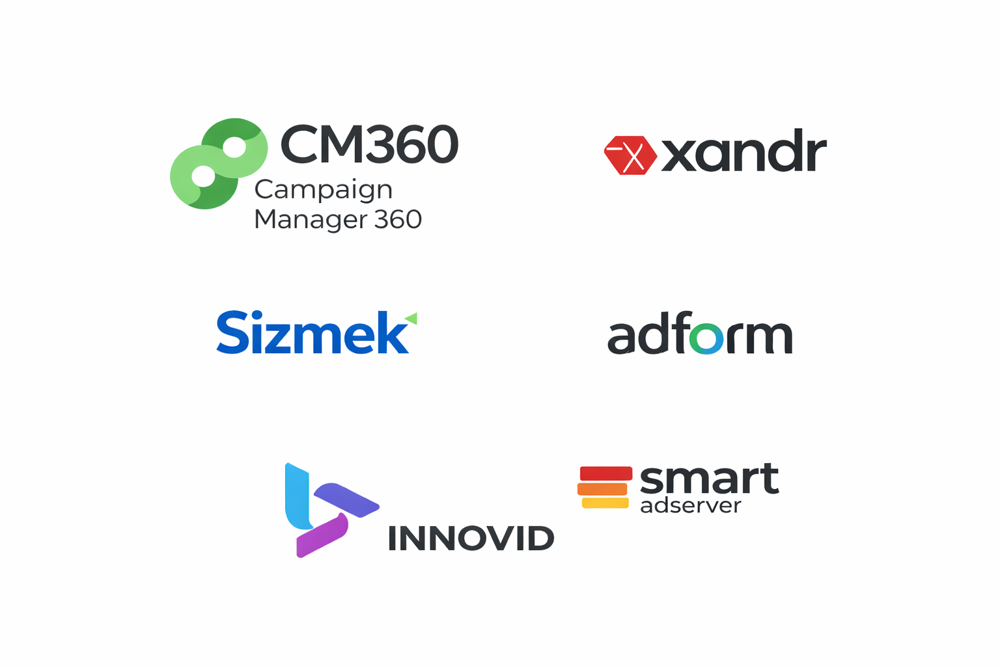 CM360
Campaign
Manager 360
xandr
Sizmek
adform
INNOVID
smart
adserver